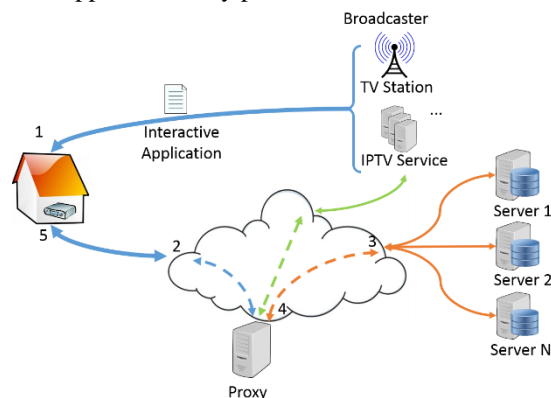 Broadcaster
TV Station
...
IPTV Service
Interactive
Application
1
5
2
3
4
Proxy
Server 1
Server 2
Server N